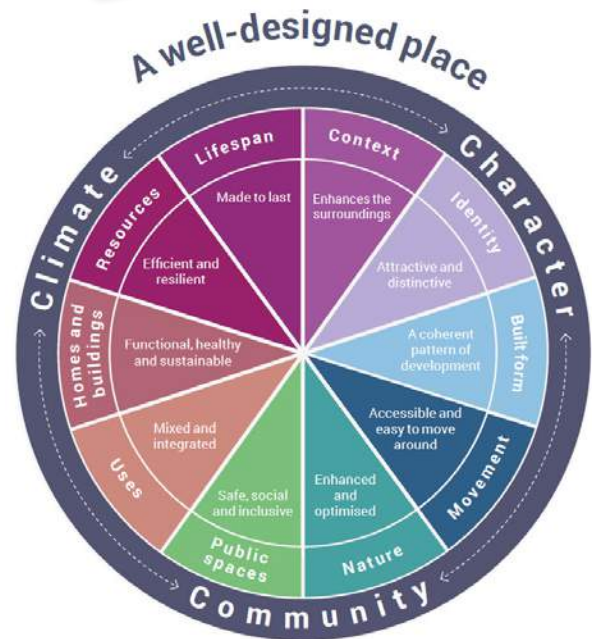 A well-designed place
Climate
Character
Community
Context
Enhances the
surroundings
Identity
Attractive and
distinctive
Built form
A coherent
pattern of
development
Movement
Accessible and
easy to move
around
Nature
Enhanced
and
optimised
Public
spaces
Safe, social
and inclusive
Uses
Mixed and
integrated
Homes and
buildings
Functional, healthy
and sustainable
Resources
Efficient and
resilient
Lifespan
Made to last